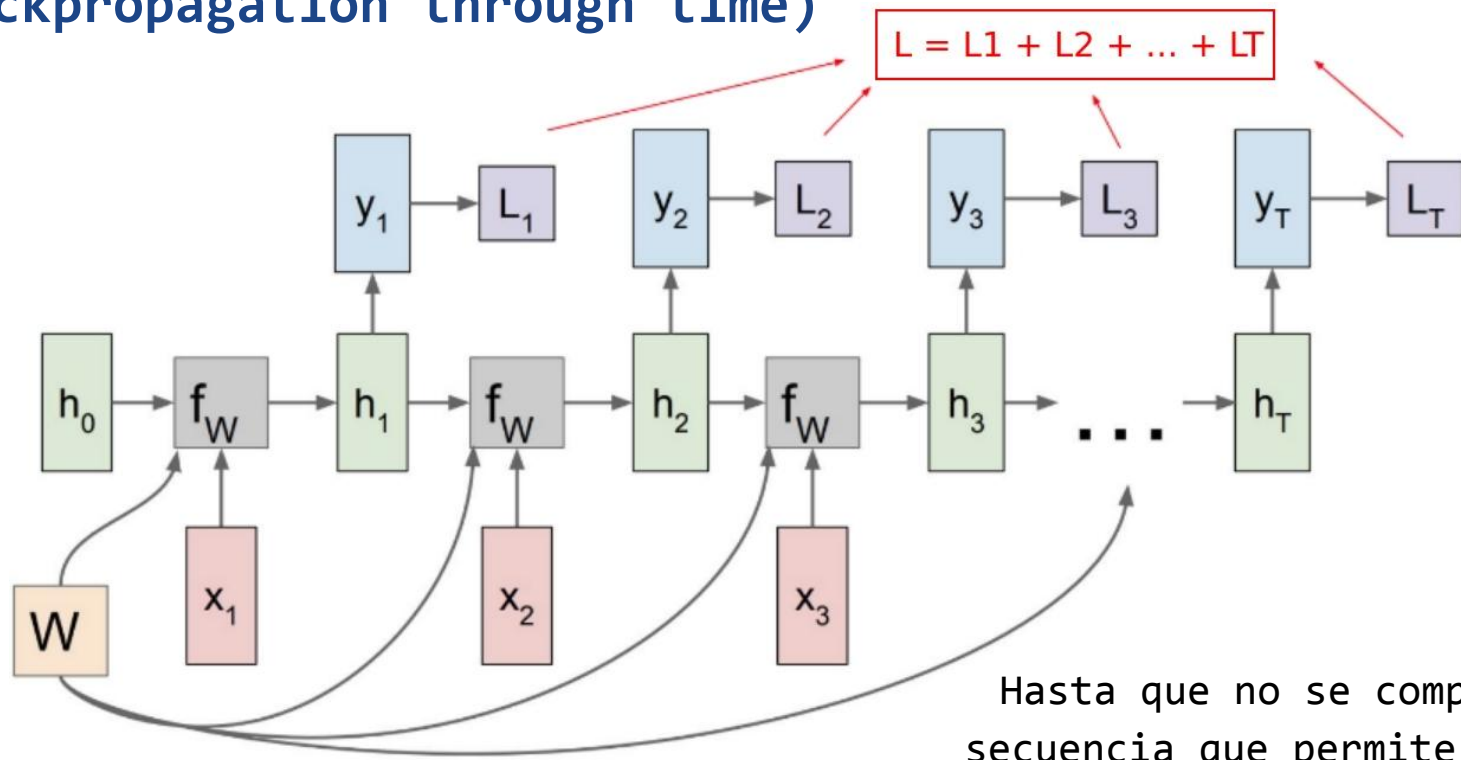 ckpropagation through time)
L = L1 + L2 + ... + LT
y1 L1 y2 L2 y3 L3 yT LT
h0 fW h1 fW h2 fW h3 ... hT
W x1 x2 x3
Hasta que no se comp
secuencia que permite